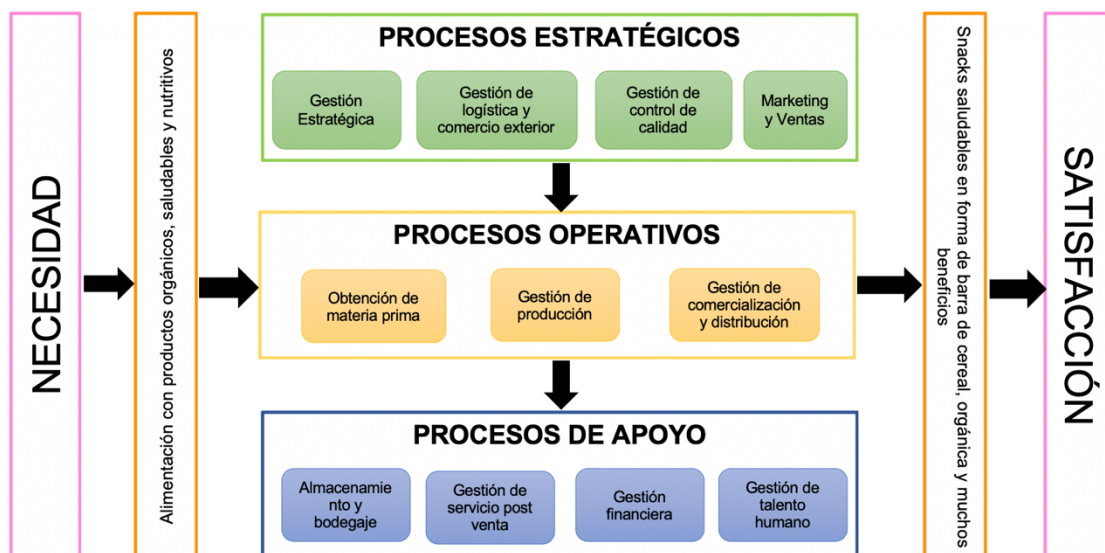 NECESIDAD
Alimentación con productos orgánicos, saludables y nutritivos
PROCESOS ESTRATÉGICOS
Gestión
Estratégica
Gestión de
logística y
comercio exterior
Gestión de
control de
calidad
Marketing
y Ventas
PROCESOS OPERATIVOS
Obtención de
materia prima
Gestión de
producción
Gestión de
comercialización
y distribución
PROCESOS DE APOYO
Almacenamie
nto y
bodegaje
Gestión de
servicio post
venta
Gestión
financiera
Gestión de
talento
humano
Snacks saludables en forma de barra de cereal, orgánica y muchos
beneficios
SATISFACCIÓN